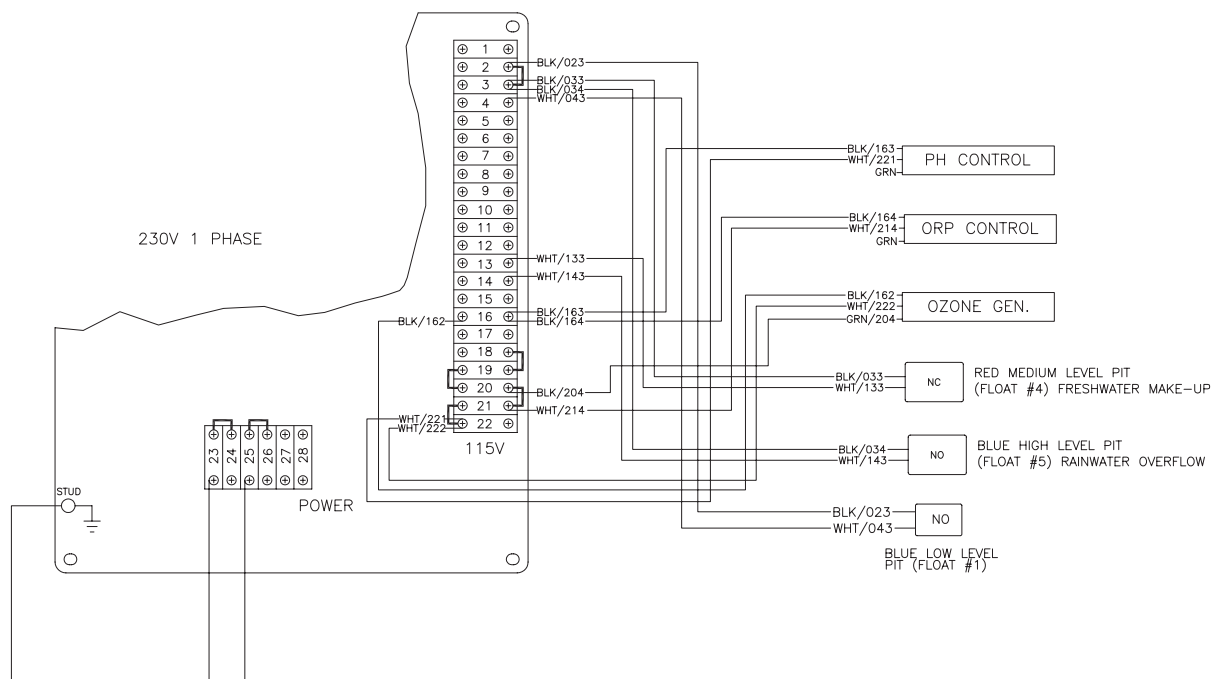 1
2
3
4
5
6
7
8
9
10
11
12
13
14
15
16
17
18
19
20
21
22
115V
BLK/023
BLK/033
BLK/034
WHT/043
WHT/133
WHT/143
BLK/163
BLK/164
BLK/162
BLK/204
WHT/214
WHT/221
WHT/222
230V 1 PHASE
23
24
25
26
27
28
POWER
STUD
BLK/163
WHT/221
GRN
PH CONTROL
BLK/164
WHT/214
GRN
ORP CONTROL
BLK/162
WHT/222
GRN/204
OZONE GEN.
BLK/033
WHT/133
NC
RED MEDIUM LEVEL PIT
(FLOAT #4) FRESHWATER MAKE-UP
BLK/034
WHT/143
NO
BLUE HIGH LEVEL PIT
(FLOAT #5) RAINWATER OVERFLOW
BLK/023
WHT/043
NO
BLUE LOW LEVEL
PIT (FLOAT #1)